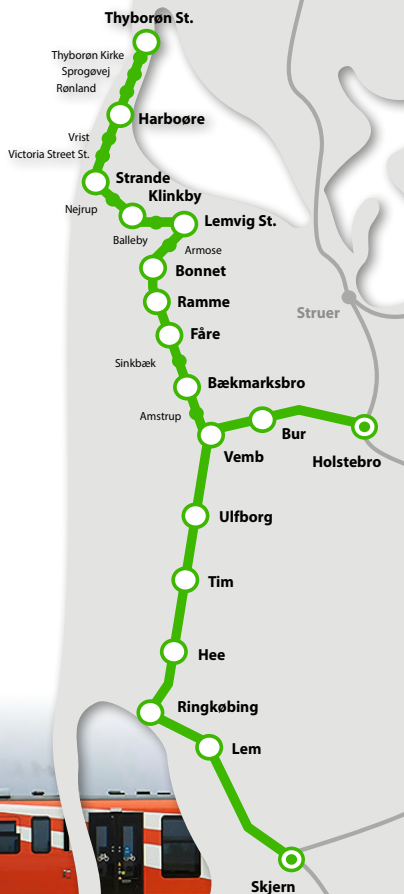 Thyborøn St.
Thyborøn Kirke
Sprogøvej
Rønland
Harboøre
Vrist
Victoria Street St.
Strande
Klinkby
Nejrup
Lemvig St.
Balleby
Armose
Bonnet
Ramme
Struer
Fåre
Sinkbæk
Bækmarksbro
Amstrup
Bur
Vemb
Holstebro
Ulfborg
Tim
Hee
Ringkøbing
Lem
Skjern